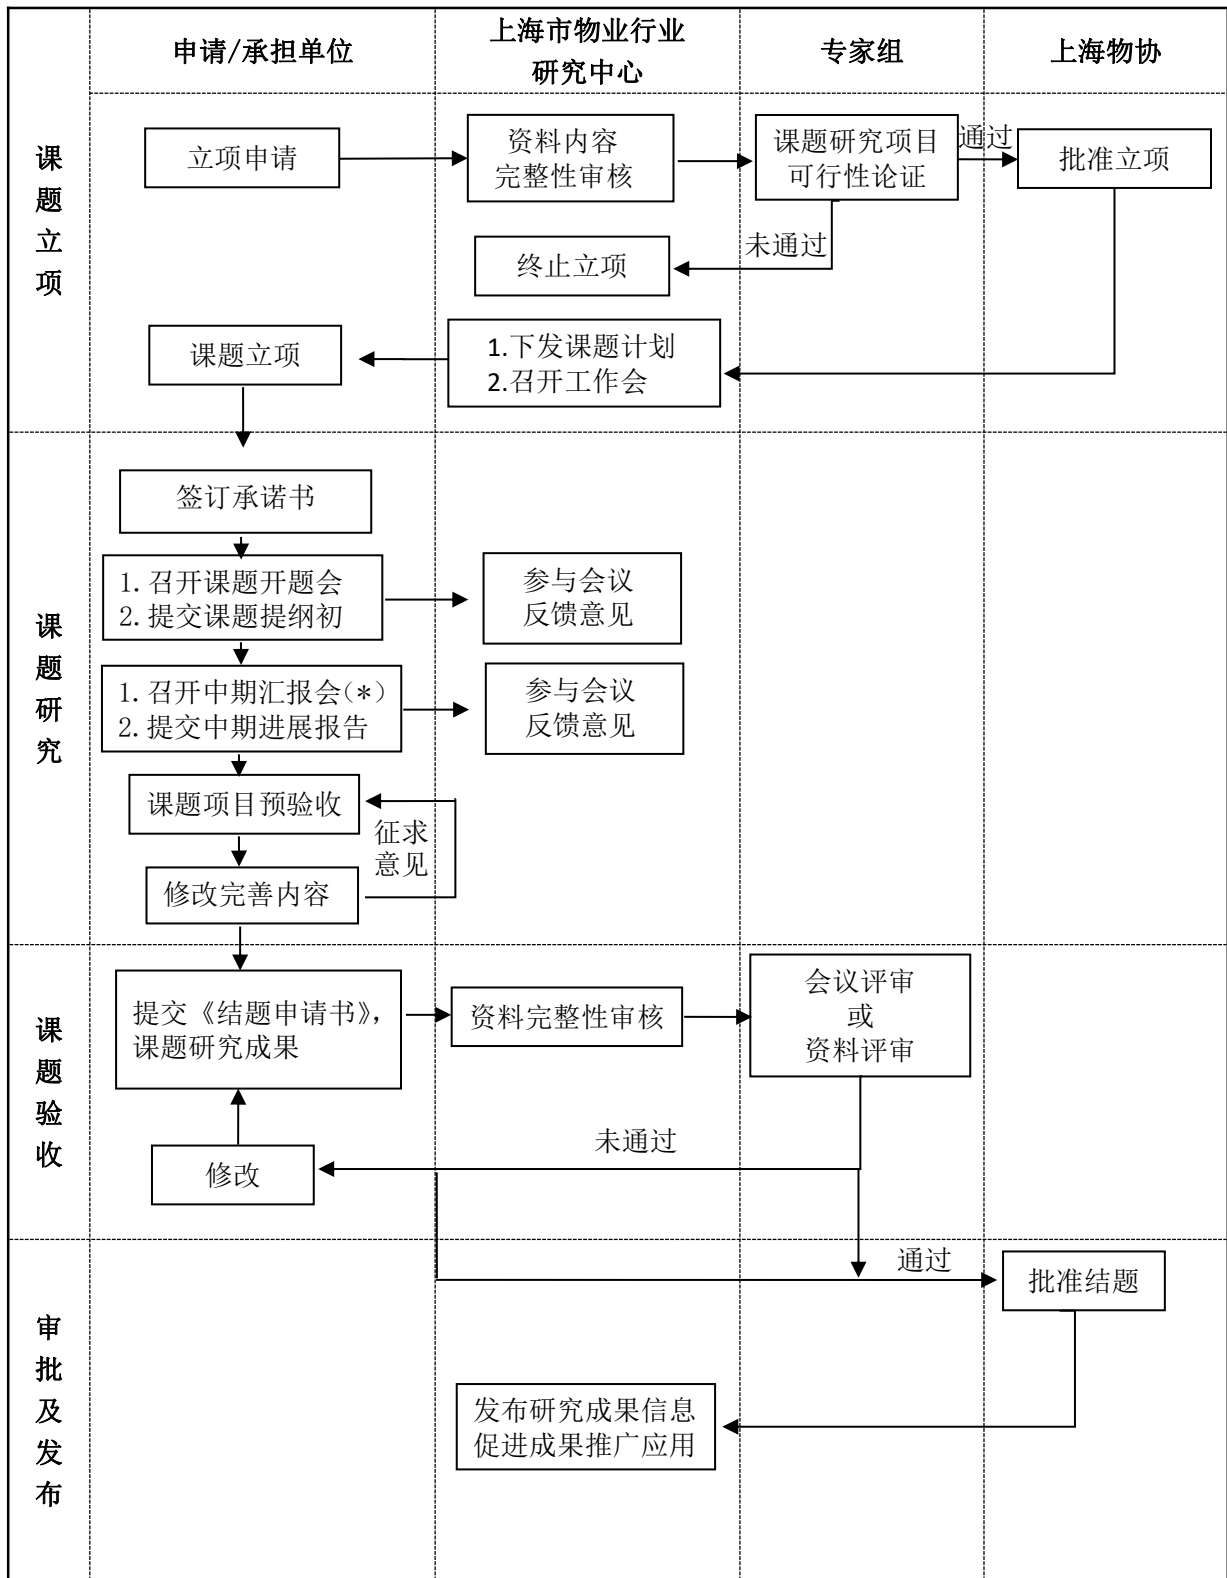 申请/承担单位
上海市物业行业
研究中心
专家组
上海物协
课题立项
立项申请
资料内容
完整性审核
课题研究项目
可行性论证
通过
批准立项
未通过
终止立项
课题立项
1.下发课题计划
2.召开工作会
课题研究
签订承诺书
1.召开课题开题会
2.提交课题提纲初
参与会议
反馈意见
1.召开中期汇报会(*)
2.提交中期进展报告
参与会议
反馈意见
课题项目预验收
征求
意见
修改完善内容
课题验收
提交《结题申请书》,
课题研究成果
资料完整性审核
会议评审
或
资料评审
未通过
修改
审批及发布
通过
批准结题
发布研究成果信息
促进成果推广应用